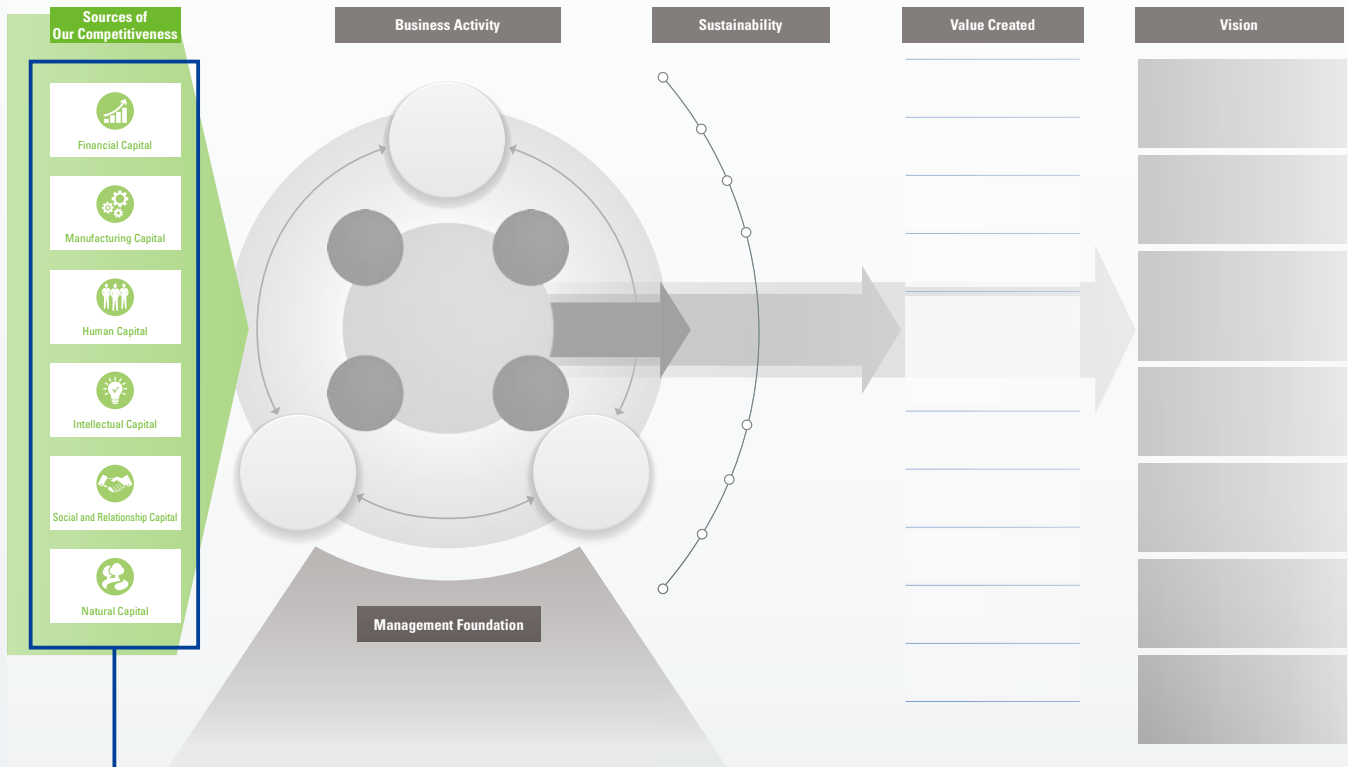 Sources of
Our Competitiveness
Business Activity
Sustainability
Value Created
Vision
Financial Capital
Manufacturing Capital
Human Capital
Intellectual Capital
Social and Relationship Capital
Natural Capital
Management Foundation